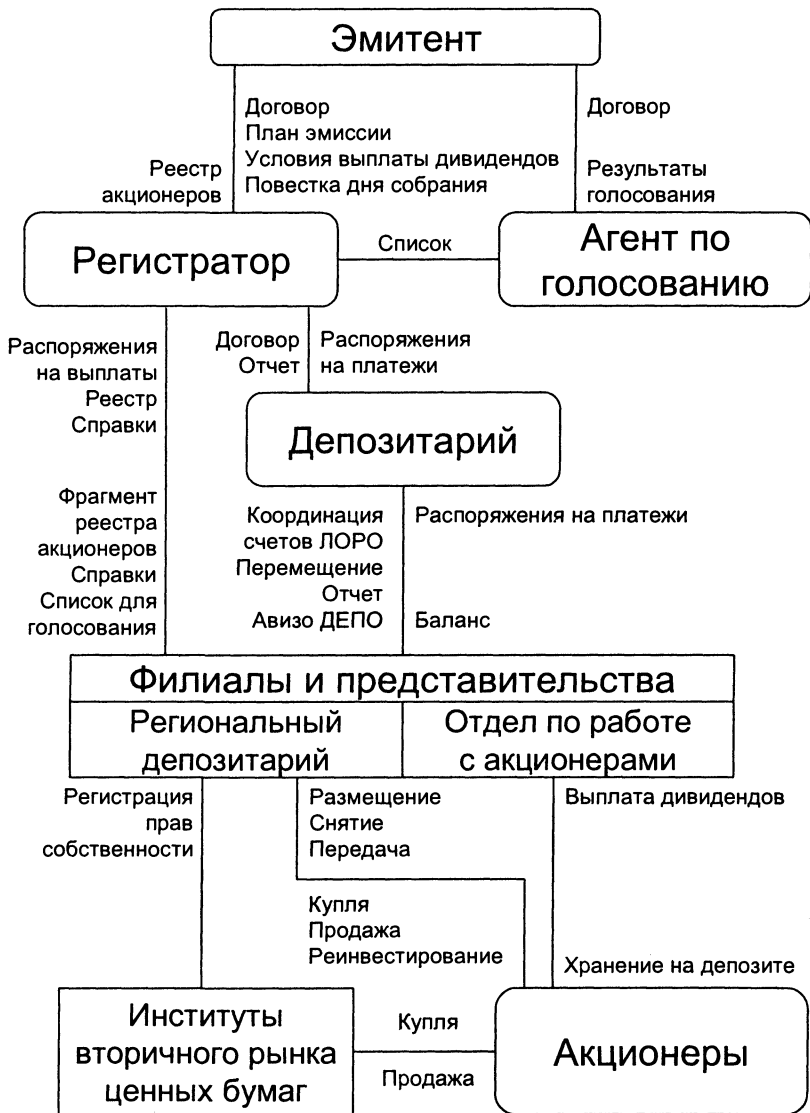 Эмитент
Договор
План эмиссии
Условия выплаты дивидендов
Повестка дня собрания
Реестр
акционеров
Договор
Результаты
голосования
Регистратор
Список
Агент по
голосованию
Распоряжения
на выплаты
Реестр
Справки
Договор
Отчет
Распоряжения
на платежи
Депозитарий
Фрагмент
реестра
акционеров
Справки
Список для
голосования
Координация
счетов ЛОРО
Перемещение
Отчет
Авизо ДЕПО
Распоряжения на платежи
Баланс
Филиалы и представительства
Региональный
депозитарий
Отдел по работе
с акционерами
Регистрация
прав
собственности
Размещение
Снятие
Передача
Выплата дивидендов
Купля
Продажа
Реинвестирование
Хранение на депозите
Институты
вторичного рынка
ценных бумаг
Купля
Продажа
Акционеры